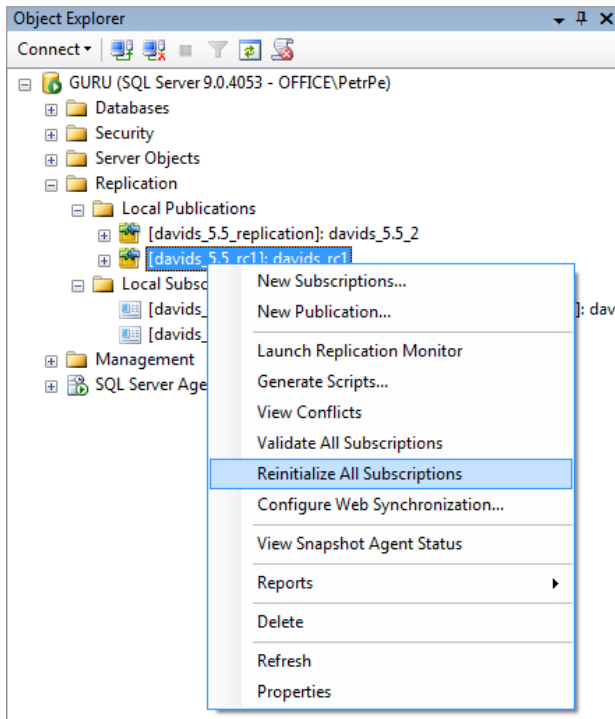 Object Explorer
Connect
GURU (SQL Server 9.0.4053 - OFFICE\PetrPe)
Databases
Security
Server Objects
Replication
Local Publications
[davids_5.5_replication]: davids_5.5_2
[davids_5.5_rc1]: davids_rc1
Local Subsc
[davids_ ]: dav
[davids_
Management
SQL Server Age
New Subscriptions...
New Publication...
Launch Replication Monitor
Generate Scripts...
View Conflicts
Validate All Subscriptions
Reinitialize All Subscriptions
Configure Web Synchronization...
View Snapshot Agent Status
Reports
Delete
Refresh
Properties